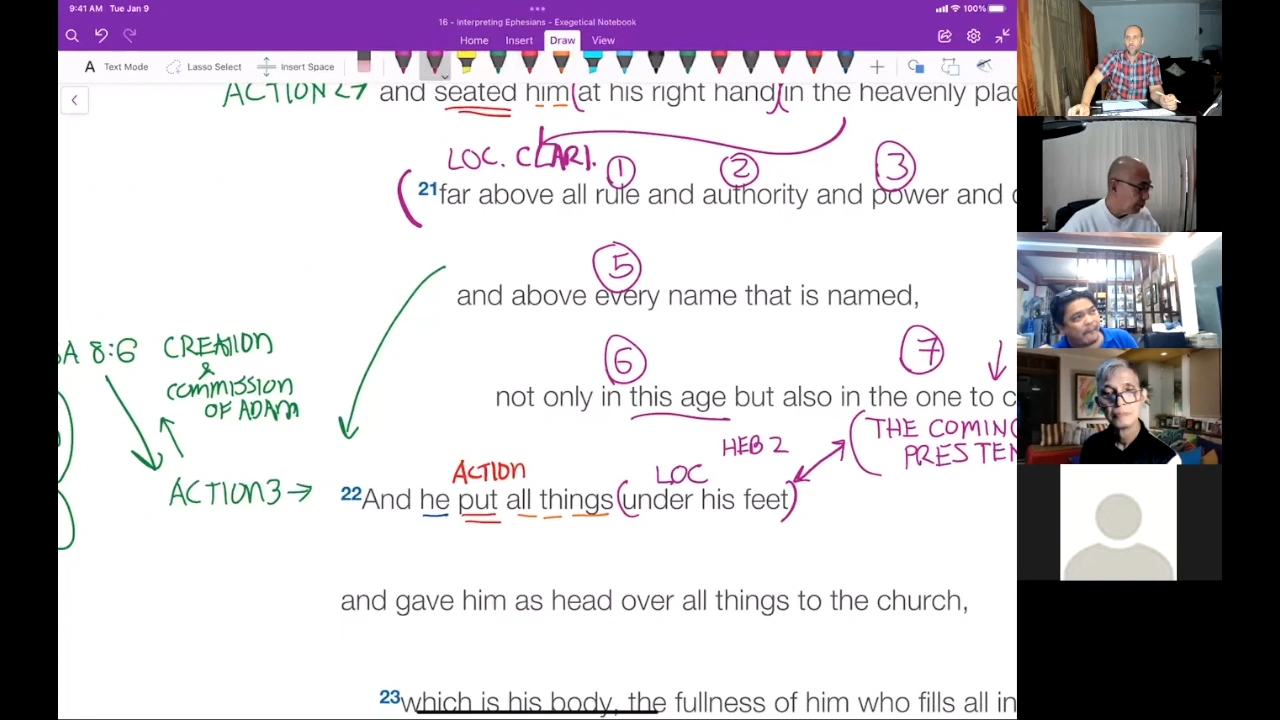 9:41 AM Tue Jan 9
100%
16 - Interpreting Ephesians - Exegetical Notebook
Home Insert Draw View
A Text Mode Lasso Select Insert Space
ACTION 2→ and seated him (at his right hand) (in the heavenly plac
LOC. CLARI. 1 2 3
21 far above all rule and authority and power and
5
and above every name that is named,
8:6 CREATION
&
COMMISSION
OF ADAM
6 7
not only in this age but also in the one to c
THE COMING
HEB 2
ACTION LOC
ACTION 3 → 22 And he put all things (under his feet)
and gave him as head over all things to the church,
23 which is his body, the fullness of him who fills all in